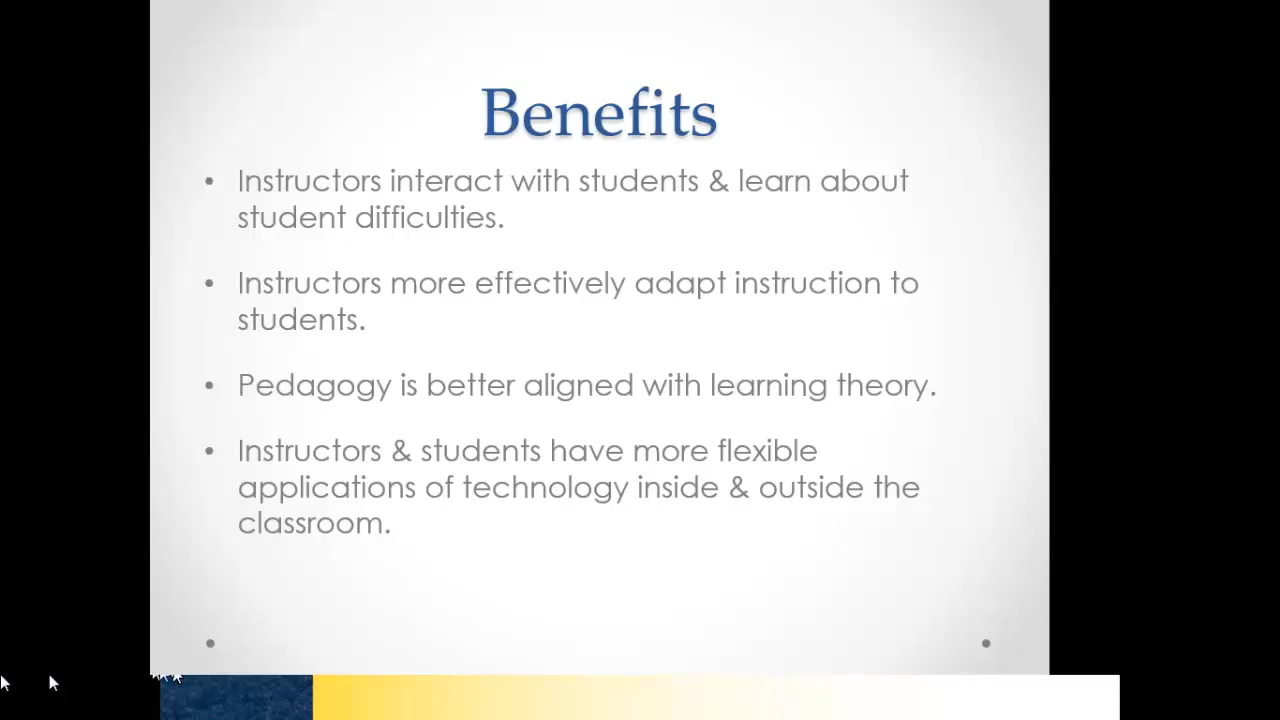 Benefits
• Instructors interact with students & learn about
student difficulties.
• Instructors more effectively adapt instruction to
students.
• Pedagogy is better aligned with learning theory.
• Instructors & students have more flexible
applications of technology inside & outside the
classroom.